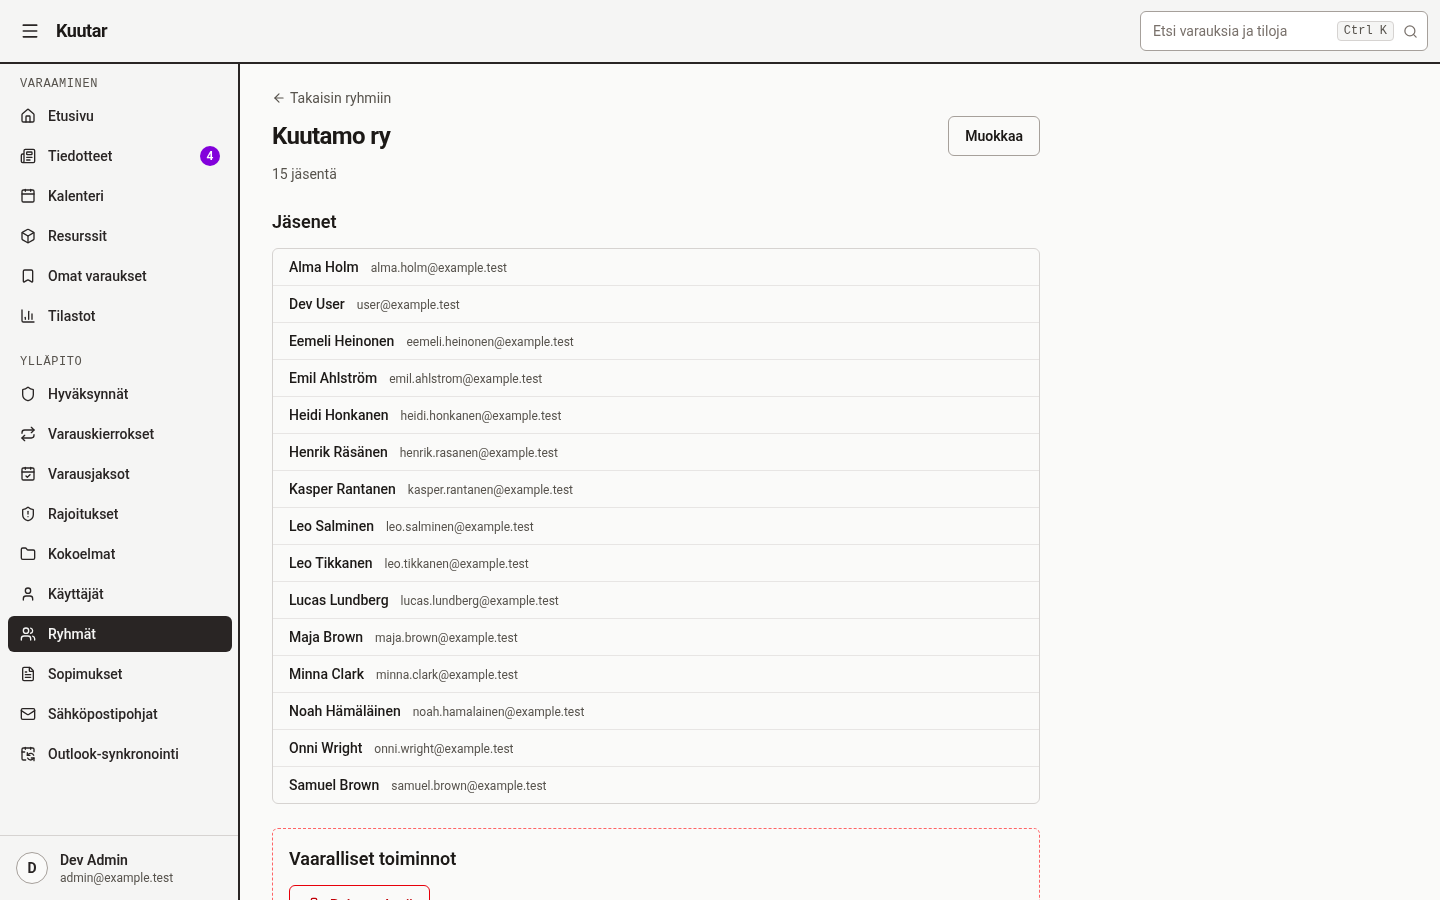 Kuutar
Etsi varauksia ja tiloja
Ctrl K
VARAAMINEN
Etusivu
Tiedotteet
4
Kalenteri
Resurssit
Omat varaukset
Tilastot
YLLÄPITO
Hyväksynnät
Varauskierrokset
Varausjaksot
Rajoitukset
Kokoelmat
Käyttäjät
Ryhmät
Sopimukset
Sähköpostipohjat
Outlook-synkronointi
D
Dev Admin
admin@example.test
Takaisin ryhmiin
Kuutamo ry
Muokkaa
15 jäsentä
Jäsenet
Alma Holm alma.holm@example.test
Dev User user@example.test
Eemeli Heinonen eemeli.heinonen@example.test
Emil Ahlström emil.ahlstrom@example.test
Heidi Honkanen heidi.honkanen@example.test
Henrik Räsänen henrik.rasanen@example.test
Kasper Rantanen kasper.rantanen@example.test
Leo Salminen leo.salminen@example.test
Leo Tikkanen leo.tikkanen@example.test
Lucas Lundberg lucas.lundberg@example.test
Maja Brown maja.brown@example.test
Minna Clark minna.clark@example.test
Noah Hämäläinen noah.hamalainen@example.test
Onni Wright onni.wright@example.test
Samuel Brown samuel.brown@example.test
Vaaralliset toiminnot